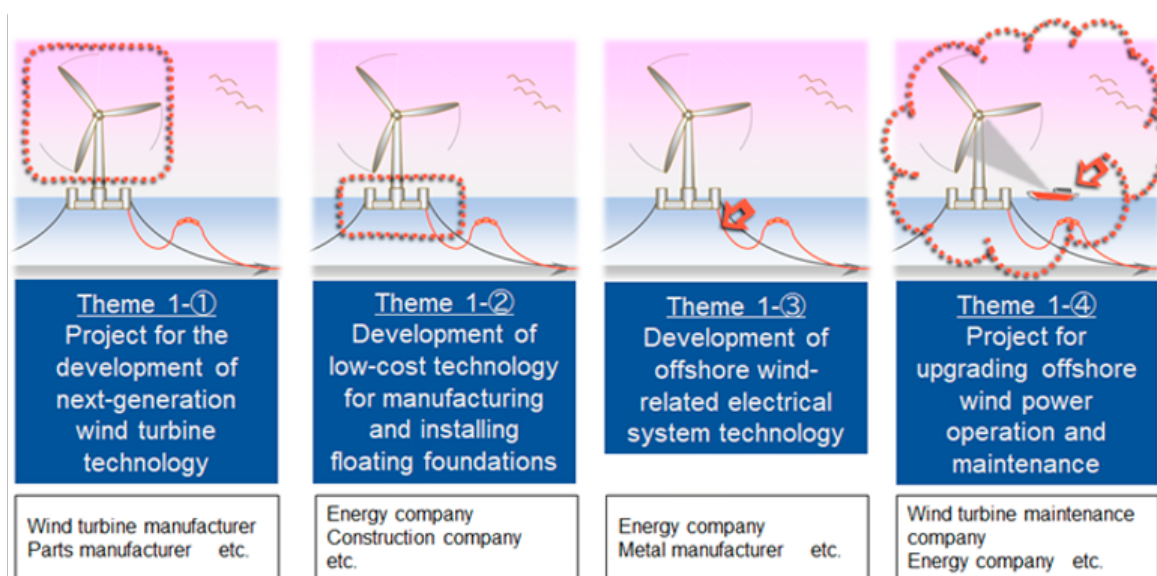 Theme 1-①
Project for the
development of
next-generation
wind turbine
technology
Wind turbine manufacturer
Parts manufacturer etc.
Theme 1-②
Development of
low-cost technology
for manufacturing
and installing
floating foundations
Energy company
Construction company
etc.
Theme 1-③
Development of
offshore wind-
related electrical
system technology
Energy company
Metal manufacturer etc.
Theme 1-④
Project for
upgrading offshore
wind power
operation and
maintenance
Wind turbine maintenance
company
Energy company etc.